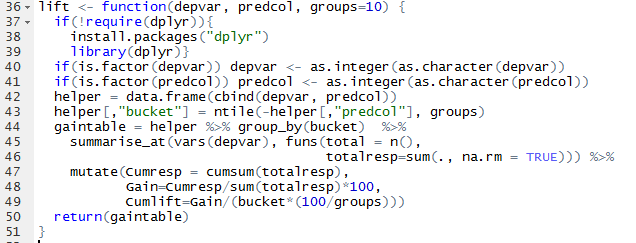 36 lift <- function(depvar, predcol, groups=10) {
37   if(!require(dplyr)){
38     install.packages("dplyr")
39     library(dplyr)}
40   if(is.factor(depvar)) depvar <- as.integer(as.character(depvar))
41   if(is.factor(predcol)) predcol <- as.integer(as.character(predcol))
42   helper = data.frame(cbind(depvar, predcol))
43   helper[,"bucket"] = ntile(-helper[,"predcol"], groups)
44   gaintable = helper %>% group_by(bucket)  %>%
45     summarise_at(vars(depvar), funs(total = n(),
46                                     totalresp=sum(., na.rm = TRUE))) %>%
47     mutate(Cumresp = cumsum(totalresp),
48            Gain=Cumresp/sum(totalresp)*100,
49            Cumlift=Gain/(bucket*(100/groups)))
50   return(gaintable)
51 }